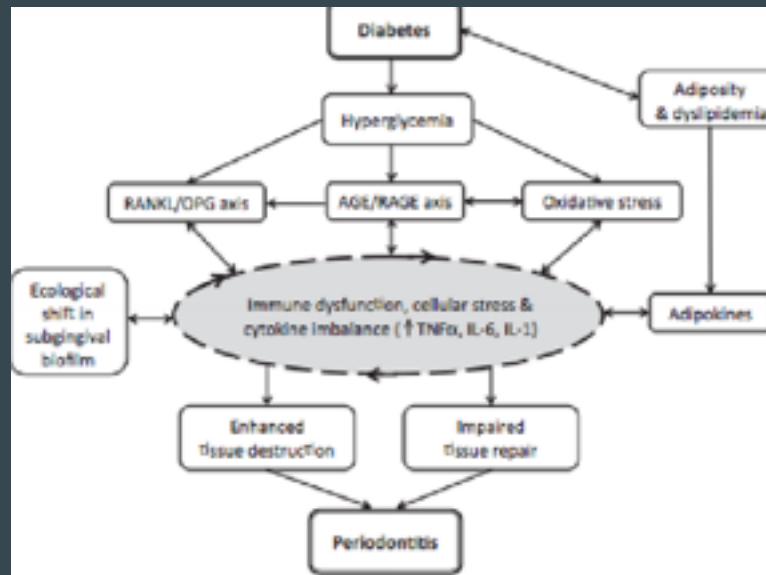 Diabetes
Adiposity
& dyslipidemia
Hyperglycemia
RANKL/OPG axis
AGE/RAGE axis
Oxidative stress
Ecological
shift in
subgingival
biofilm
Immune dysfunction, cellular stress &
cytokine imbalance (↑TNFα, IL-6, IL-1)
Adipokines
Enhanced
tissue destruction
Impaired
tissue repair
Periodontitis